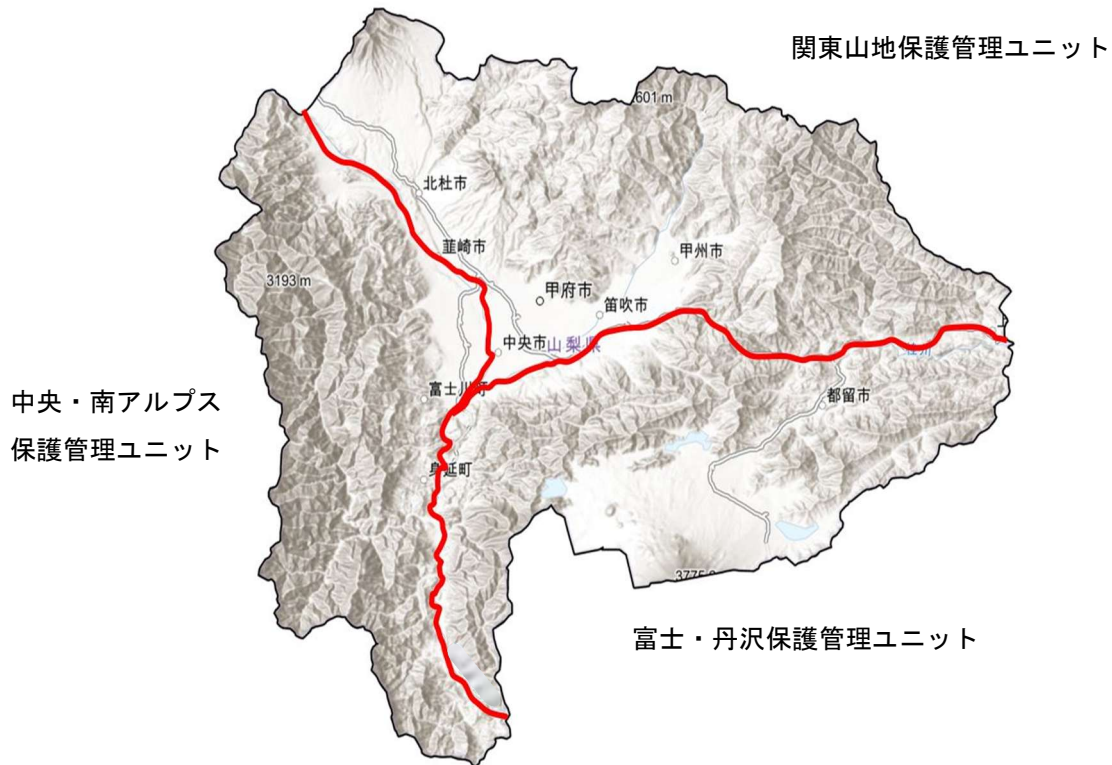 関東山地保護管理ユニット
601 m
北杜市
韮崎市
甲州市
3193 m
甲府市
笛吹市
中央市
山梨県
富士川町
中央・南アルプス
保護管理ユニット
都留市
身延町
富士・丹沢保護管理ユニット